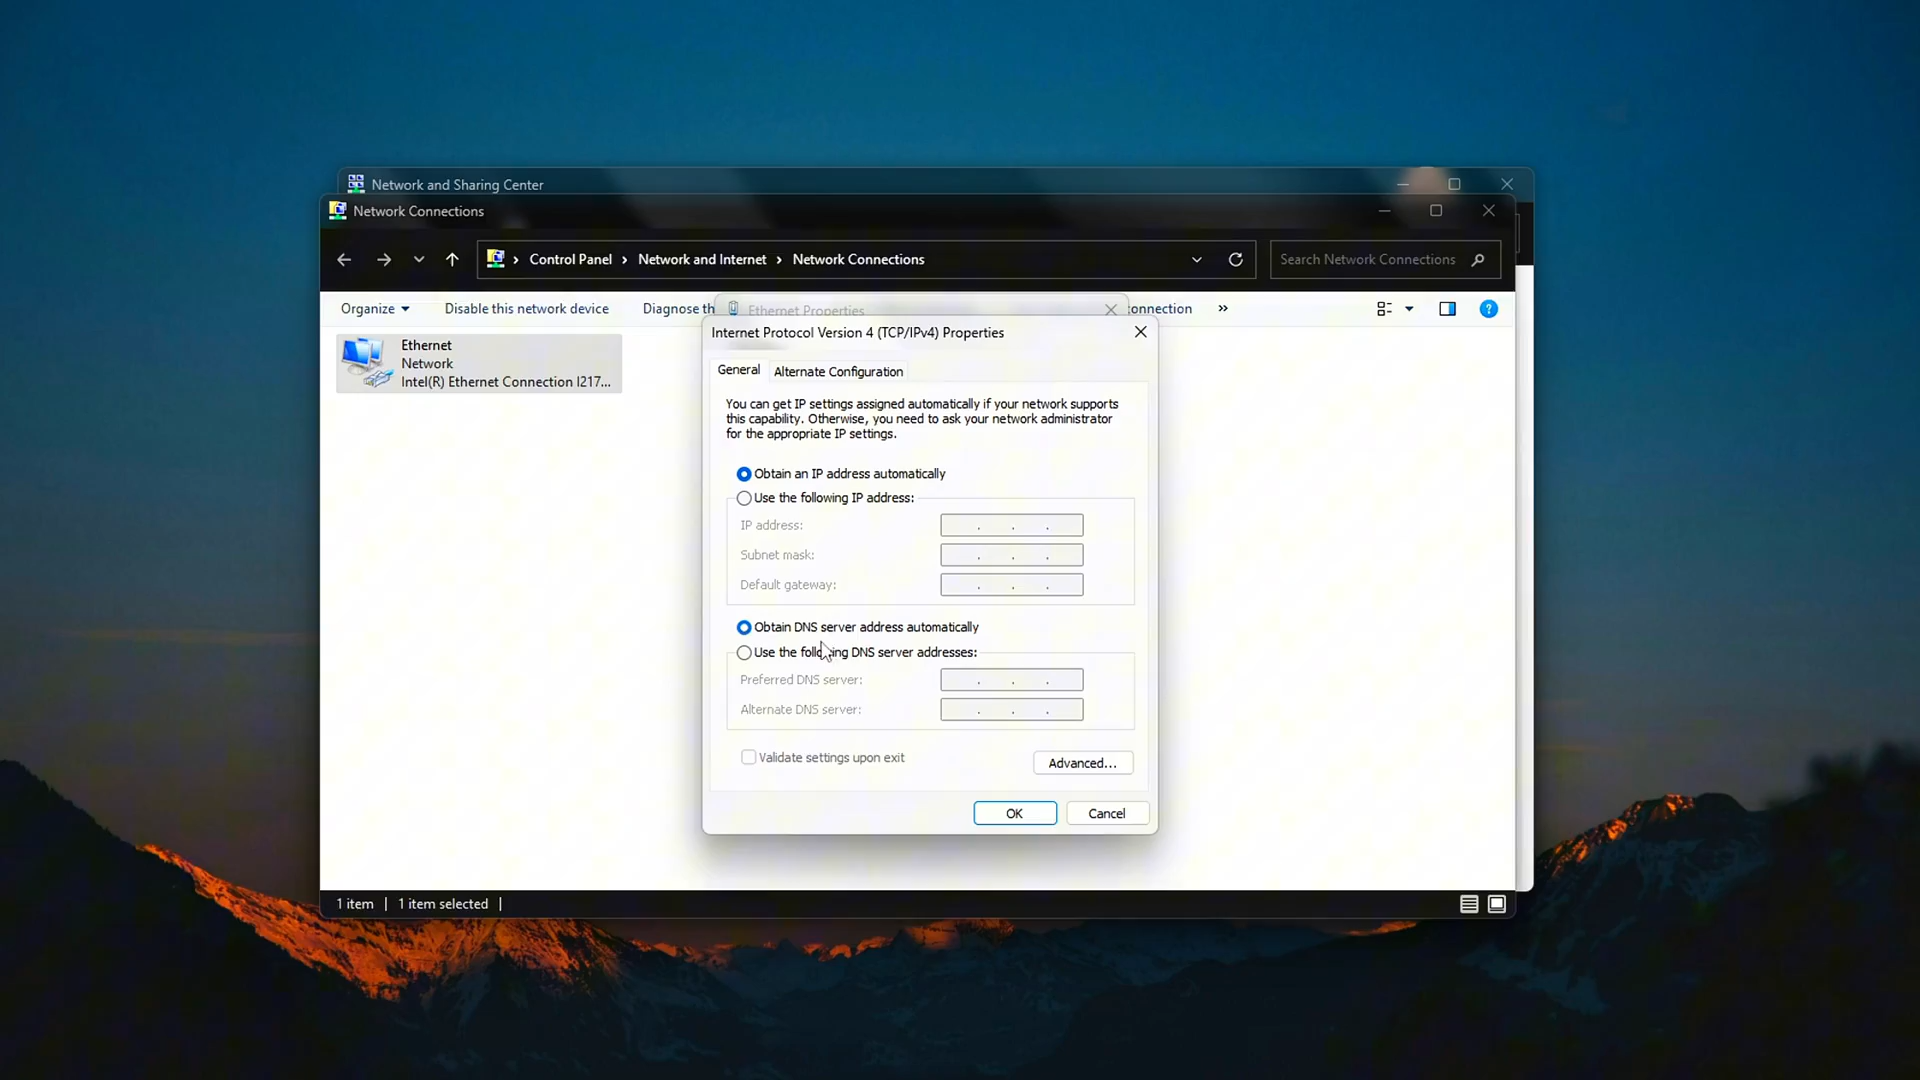 Network and Sharing Center
Network Connections
Control Panel > Network and Internet > Network Connections
Search Network Connections
Organize
Disable this network device
Diagnose th
onnection
»
Ethernet Properties
Ethernet
Network
Intel(R) Ethernet Connection I217...
Internet Protocol Version 4 (TCP/IPv4) Properties
General
Alternate Configuration
You can get IP settings assigned automatically if your network supports
this capability. Otherwise, you need to ask your network administrator
for the appropriate IP settings.
Obtain an IP address automatically
Use the following IP address:
IP address:
Subnet mask:
Default gateway:
Obtain DNS server address automatically
Use the following DNS server addresses:
Preferred DNS server:
Alternate DNS server:
Validate settings upon exit
Advanced...
OK
Cancel
1 item
1 item selected